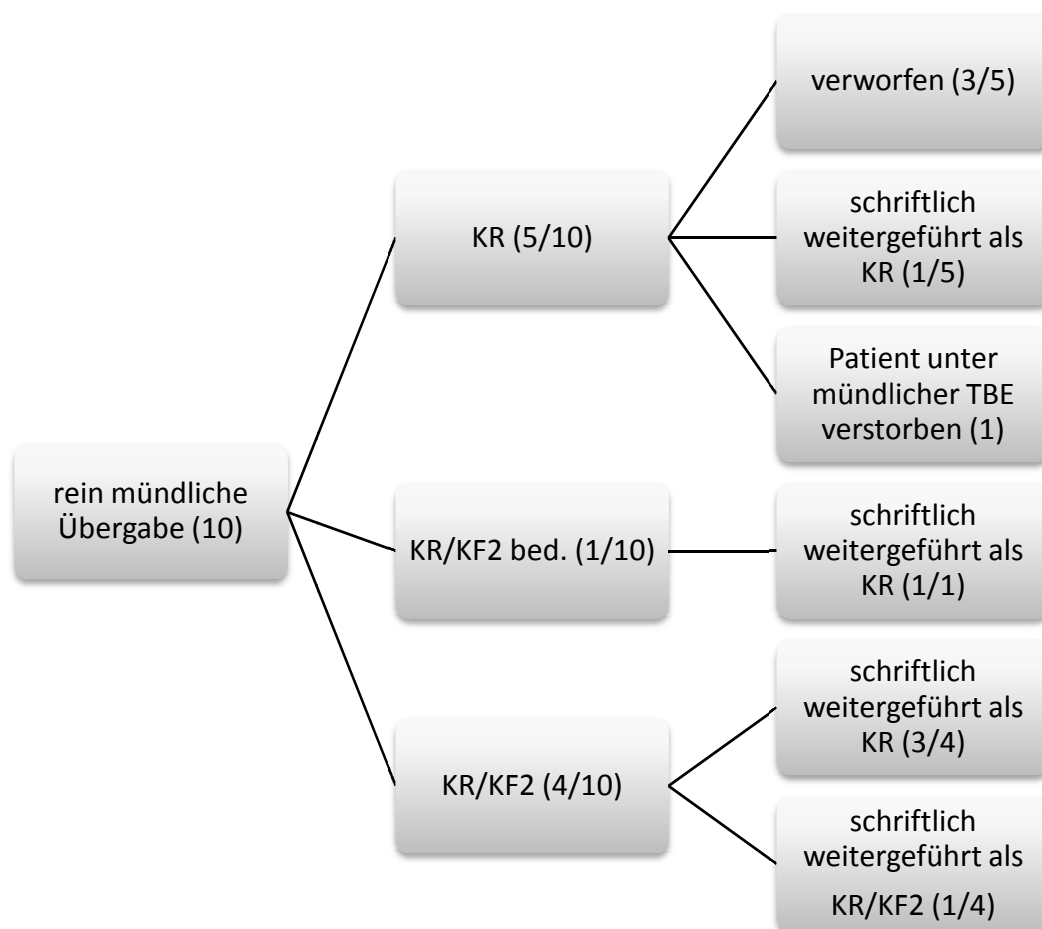 rein mündliche
Übergabe (10)
KR (5/10)
verworfen (3/5)
schriftlich
weitergeführt als
KR (1/5)
Patient unter
mündlicher TBE
verstorben (1)
KR/KF2 bed. (1/10)
schriftlich
weitergeführt als
KR (1/1)
KR/KF2 (4/10)
schriftlich
weitergeführt als
KR (3/4)
schriftlich
weitergeführt als
KR/KF2 (1/4)